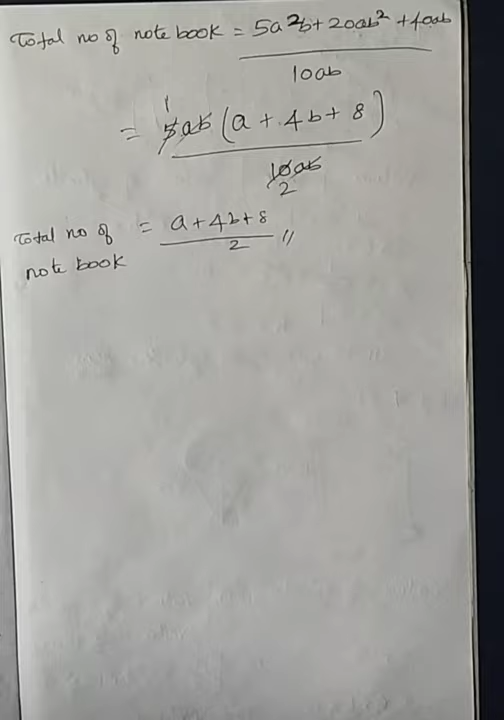 Total no of note book = 5a²b + 20ab² + 40ab
10ab
1
= 5ab (a + 4b + 8)
10ab
2
Total no of = a + 4b + 8
note book 2 //